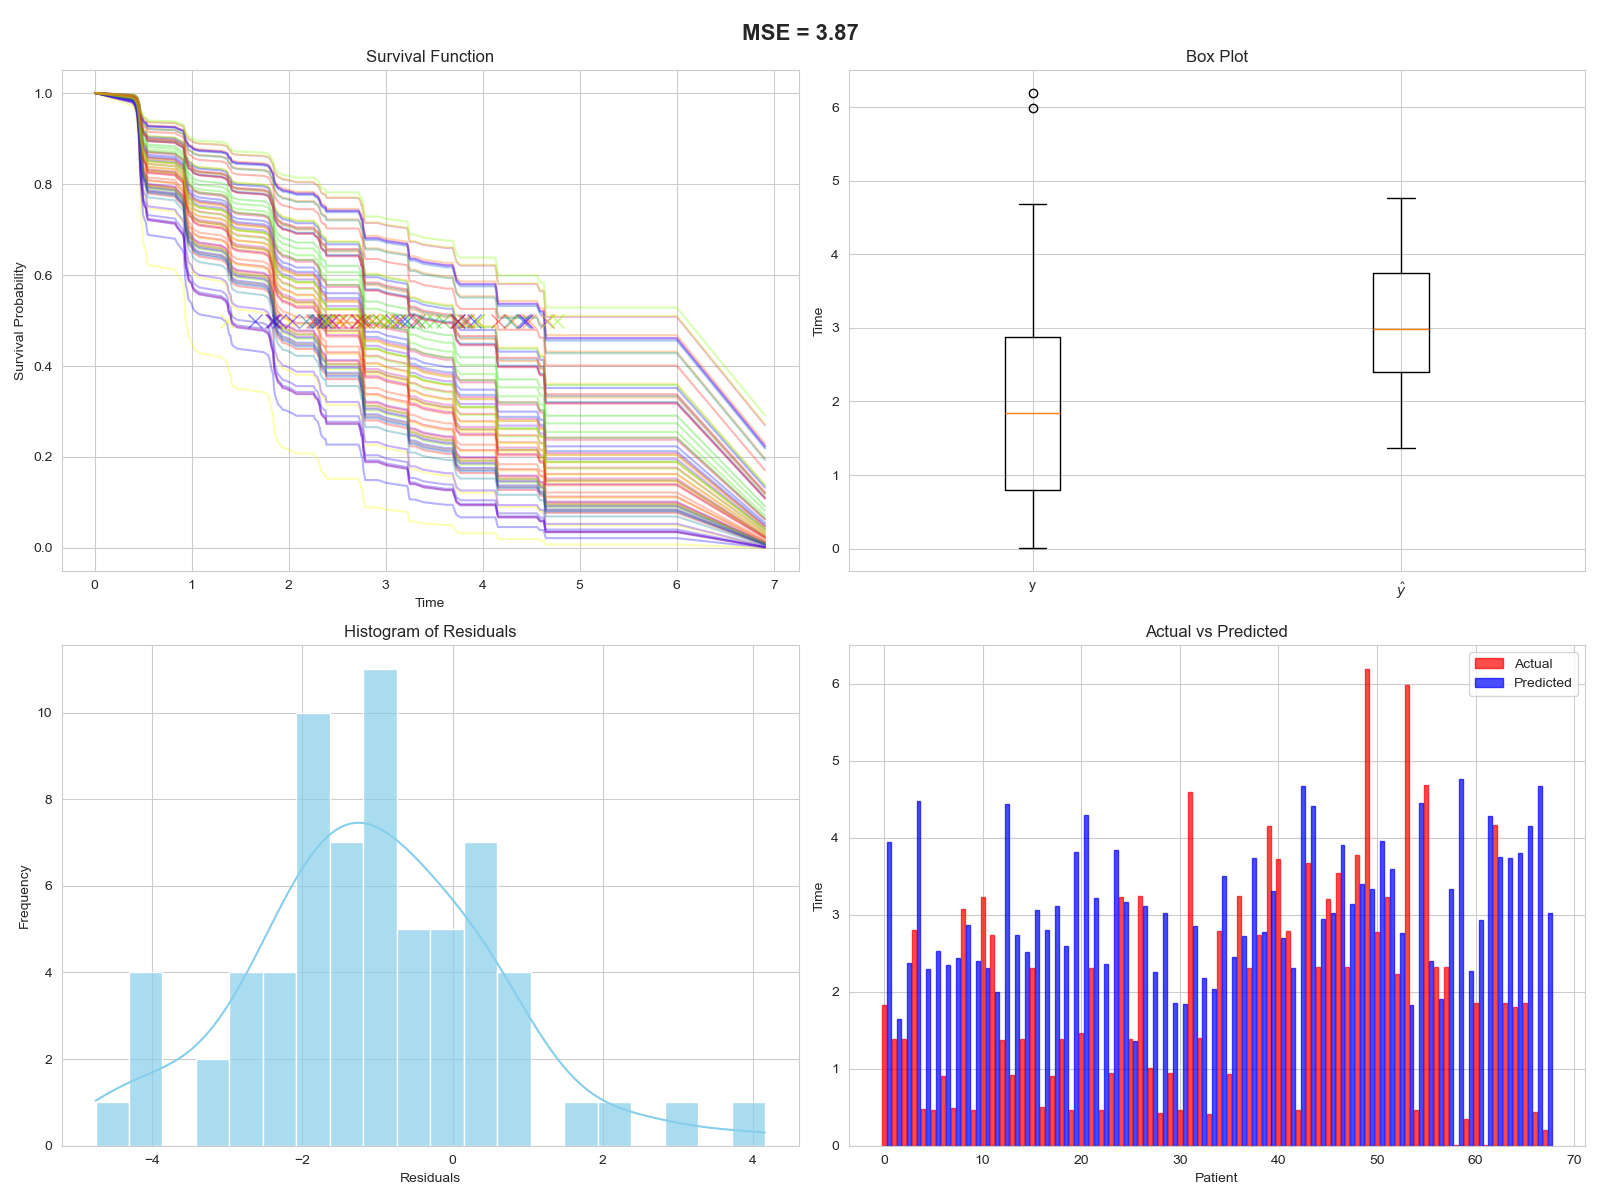 MSE = 3.87
Survival Function
Survival Probability
1.0
0.8
0.6
0.4
0.2
0.0
0 1 2 3 4 5 6 7
Time
Box Plot
Time
6
5
4
3
2
1
0
y ŷ
Histogram of Residuals
Frequency
10
8
6
4
2
0
−4 −2 0 2 4
Residuals
Actual vs Predicted
Actual
Predicted
Time
6
5
4
3
2
1
0
0 10 20 30 40 50 60 70
Patient